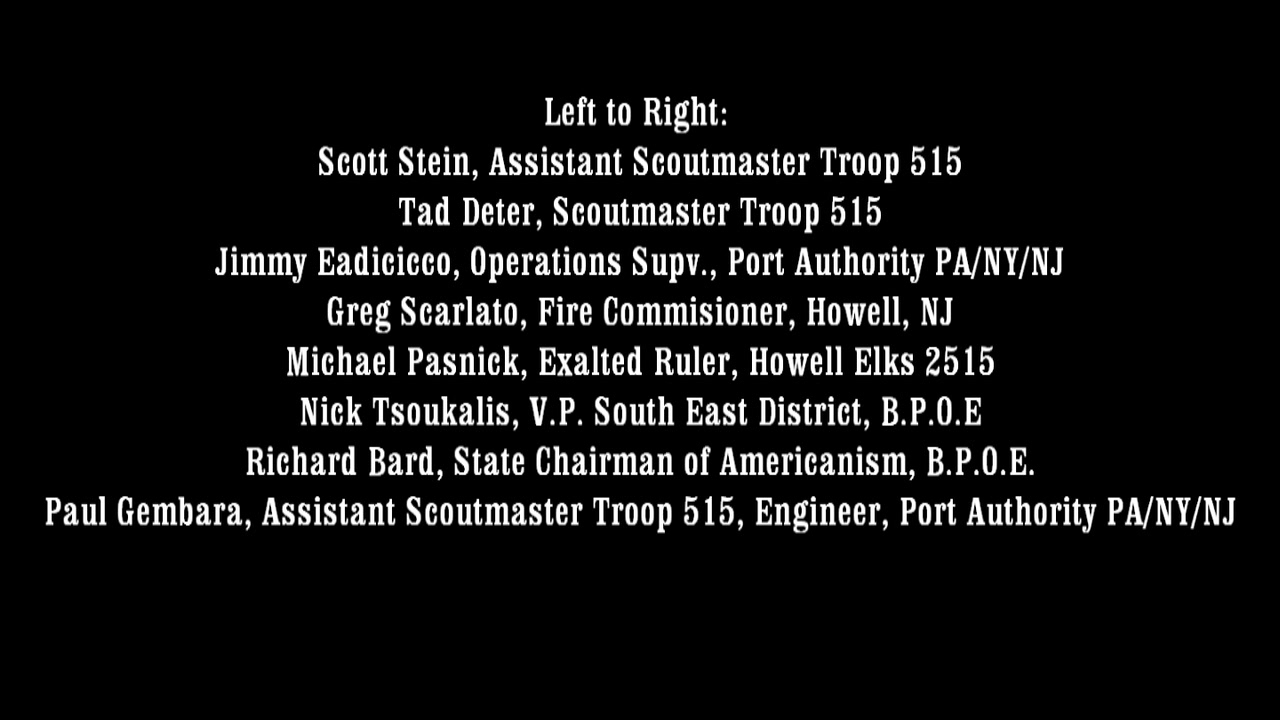 Left to Right:
Scott Stein, Assistant Scoutmaster Troop 515
Tad Deter, Scoutmaster Troop 515
Jimmy Eadicicco, Operations Supv., Port Authority PA/NY/NJ
Greg Scarlato, Fire Commisioner, Howell, NJ
Michael Pasnick, Exalted Ruler, Howell Elks 2515
Nick Tsoukalis, V.P. South East District, B.P.O.E
Richard Bard, State Chairman of Americanism, B.P.O.E.
Paul Gembara, Assistant Scoutmaster Troop 515, Engineer, Port Authority PA/NY/NJ